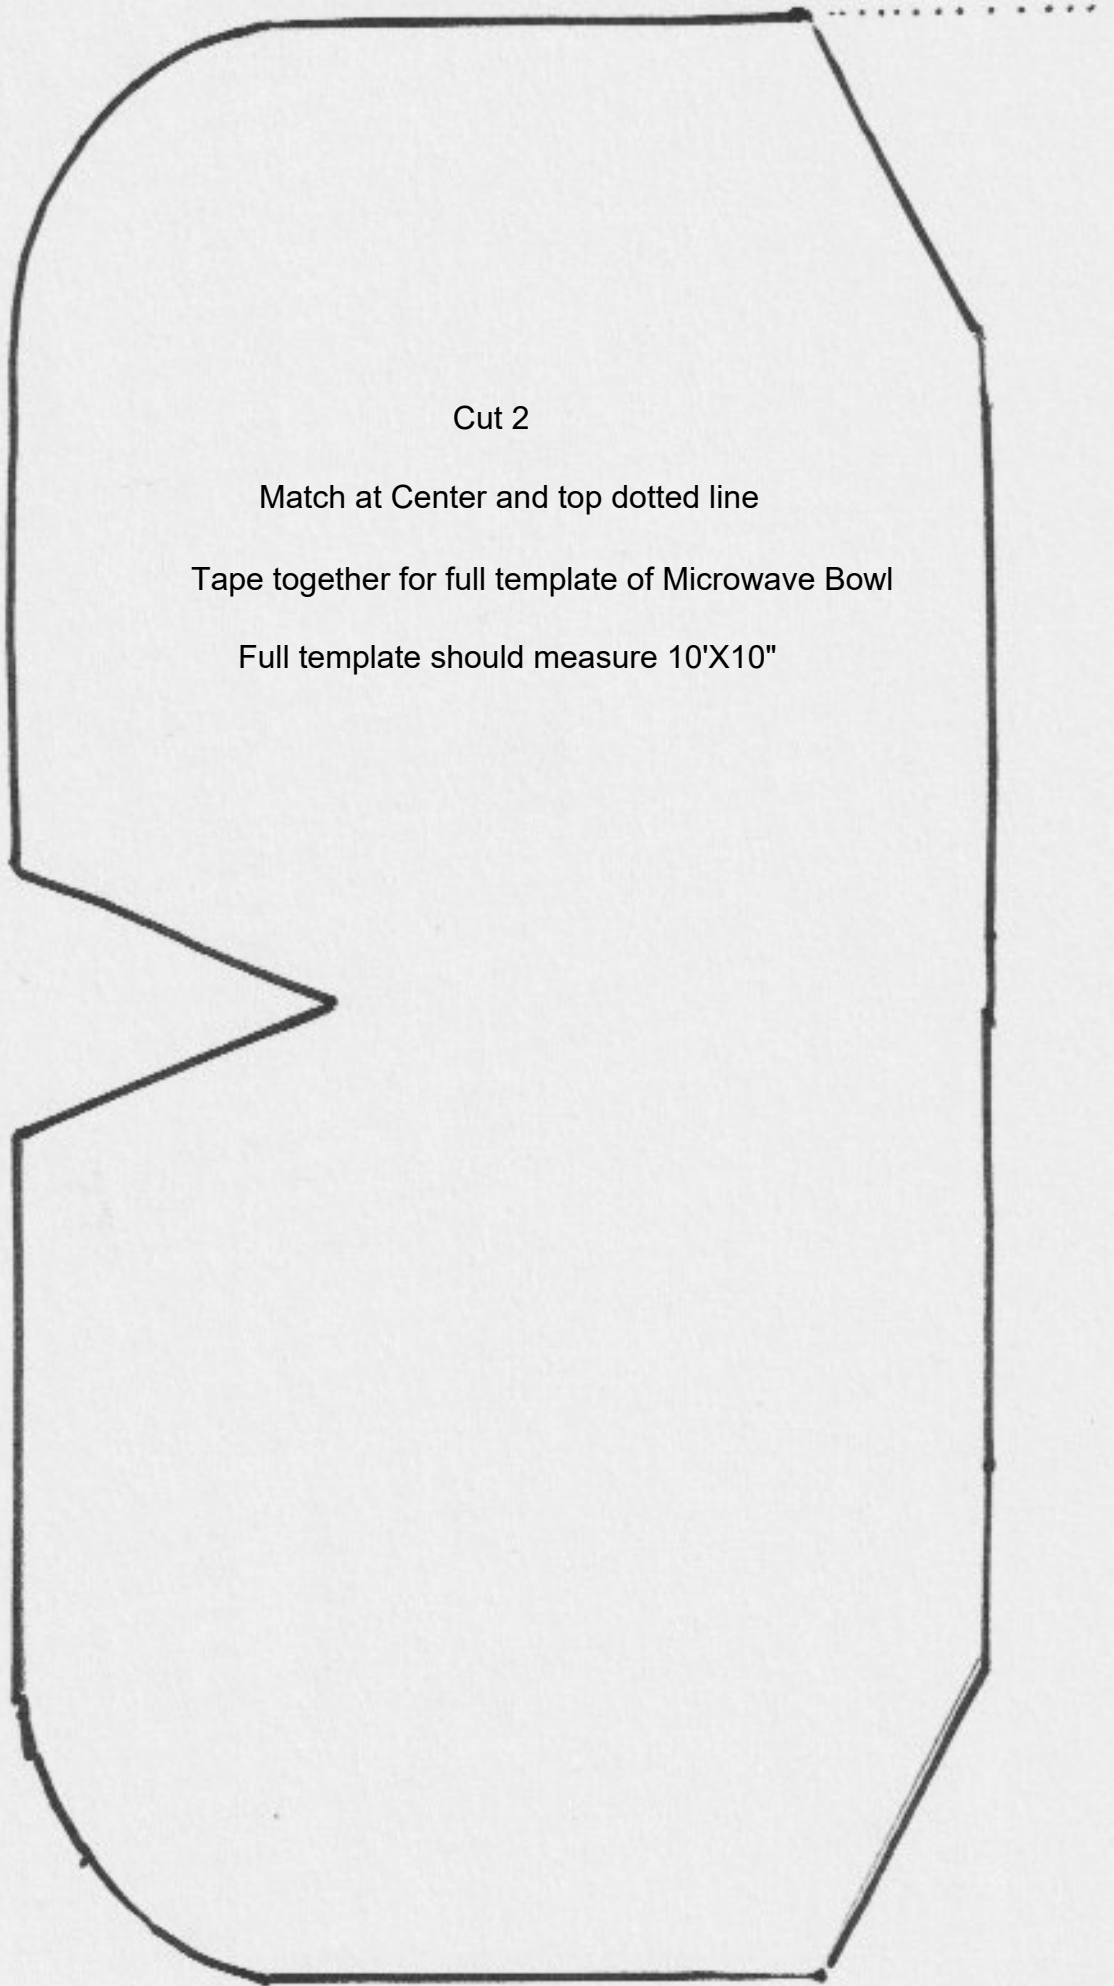 Cut 2
Match at Center and top dotted line
Tape together for full template of Microwave Bowl
Full template should measure 10'X10"